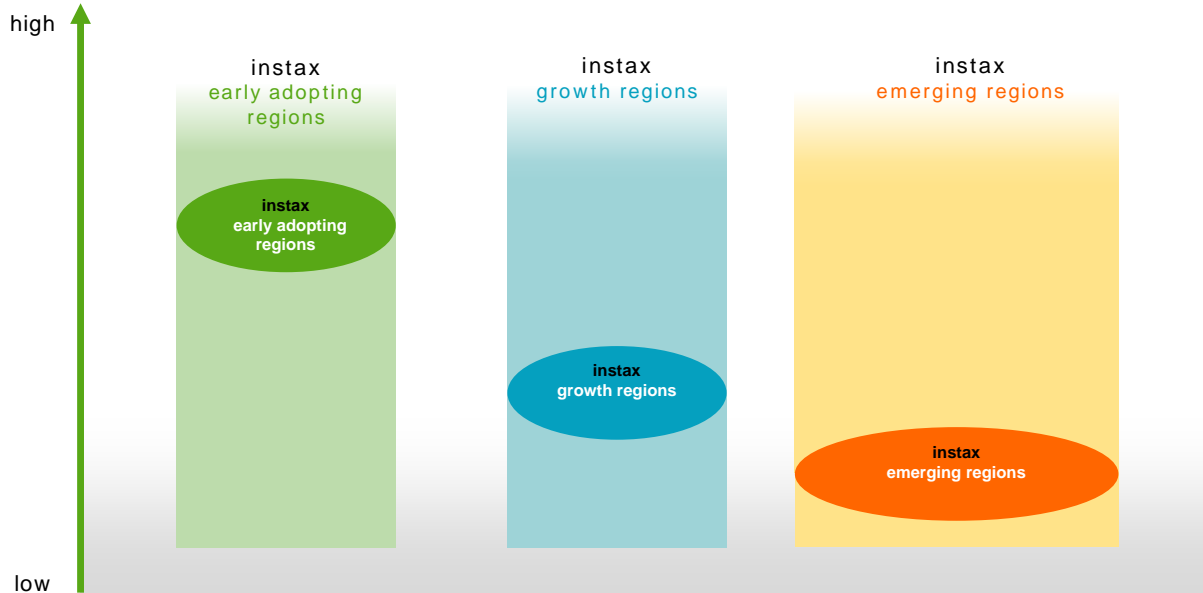 high
instax
early adopting
regions
instax
growth regions
instax
emerging regions
instax
early adopting
regions
instax
growth regions
instax
emerging regions
low